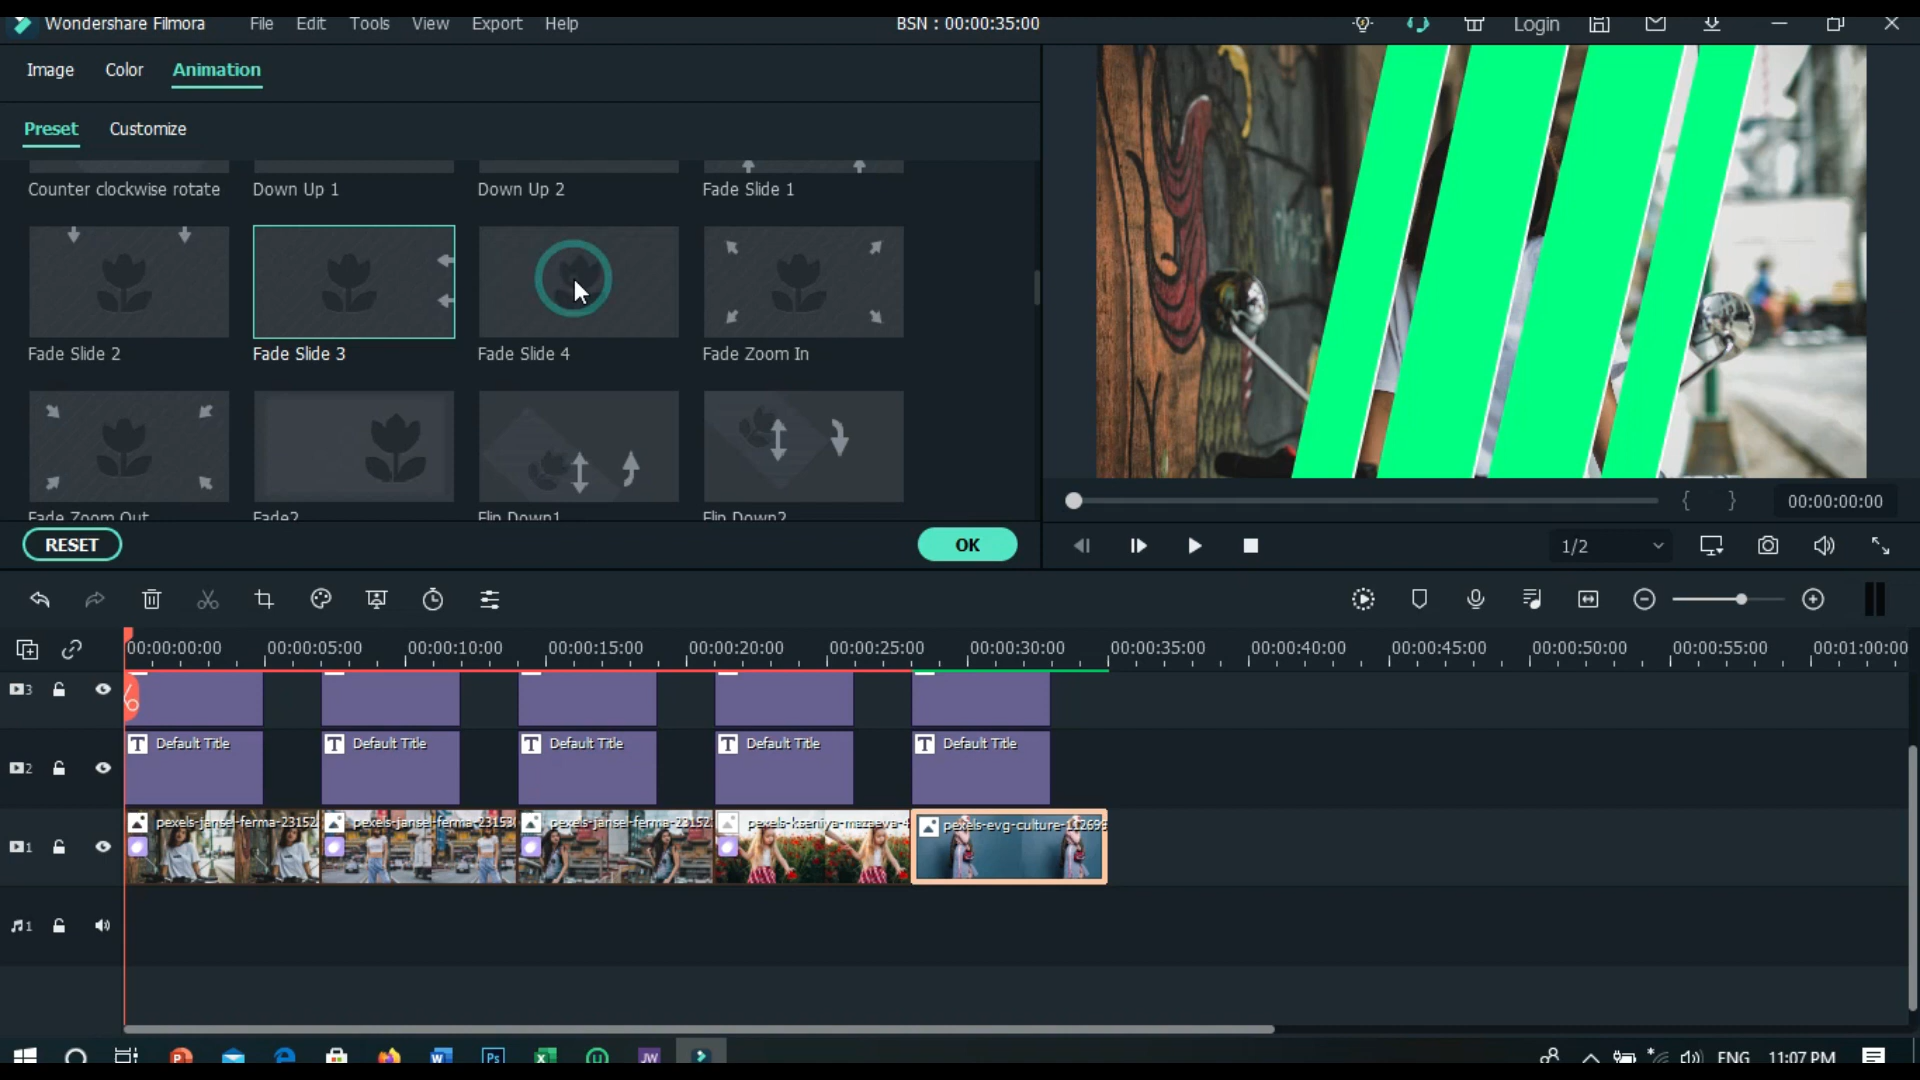 Wondershare Filmora File Edit Tools View Export Help BSN : 00:00:35:00 Login
Image Color Animation
Preset Customize
Counter clockwise rotate Down Up 1 Down Up 2 Fade Slide 1
Fade Slide 2 Fade Slide 3 Fade Slide 4 Fade Zoom In
Fade Zoom Out Fade2 Flip Down1 Flip Down2
RESET OK
00:00:00:00
1/2
00:00:00:00 00:00:05:00 00:00:10:00 00:00:15:00 00:00:20:00 00:00:25:00 00:00:30:00 00:00:35:00 00:00:40:00 00:00:45:00 00:00:50:00 00:00:55:00 00:01:00:00
3
2 T Default Title T Default Title T Default Title T Default Title T Default Title
1 pexels-jansel-ferma-23152 pexels-jansel-ferma-23153 pexels-jansel-ferma-23152 pexels-kseniya-mazaeva-4 pexels-evg-culture-112699
1
Ps JW ENG 11:07 PM